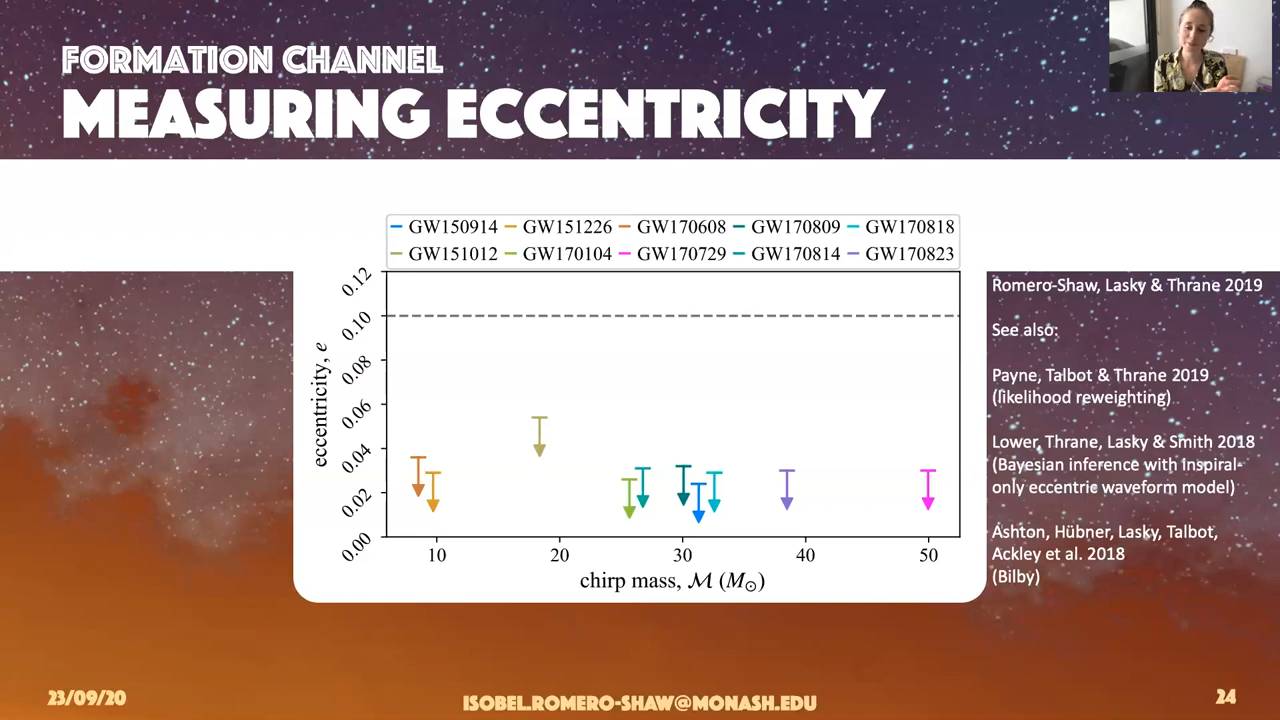 FORMATION CHANNEL
MEASURING ECCENTRICITY
GW150914 GW151226 GW170608 GW170809 GW170818
GW151012 GW170104 GW170729 GW170814 GW170823
0.12
0.10
0.08
0.06
0.04
0.02
0.00
eccentricity, e
10 20 30 40 50
chirp mass, ℳ (M⊙)
Romero-Shaw, Lasky & Thrane 2019
See also:
Payne, Talbot & Thrane 2019
(likelihood reweighting)
Lower, Thrane, Lasky & Smith 2018
(Bayesian inference with inspiral-
only eccentric waveform model)
Ashton, Hübner, Lasky, Talbot,
Ackley et al. 2018
(Bilby)
23/09/20
ISOBEL.ROMERO-SHAW@MONASH.EDU
24